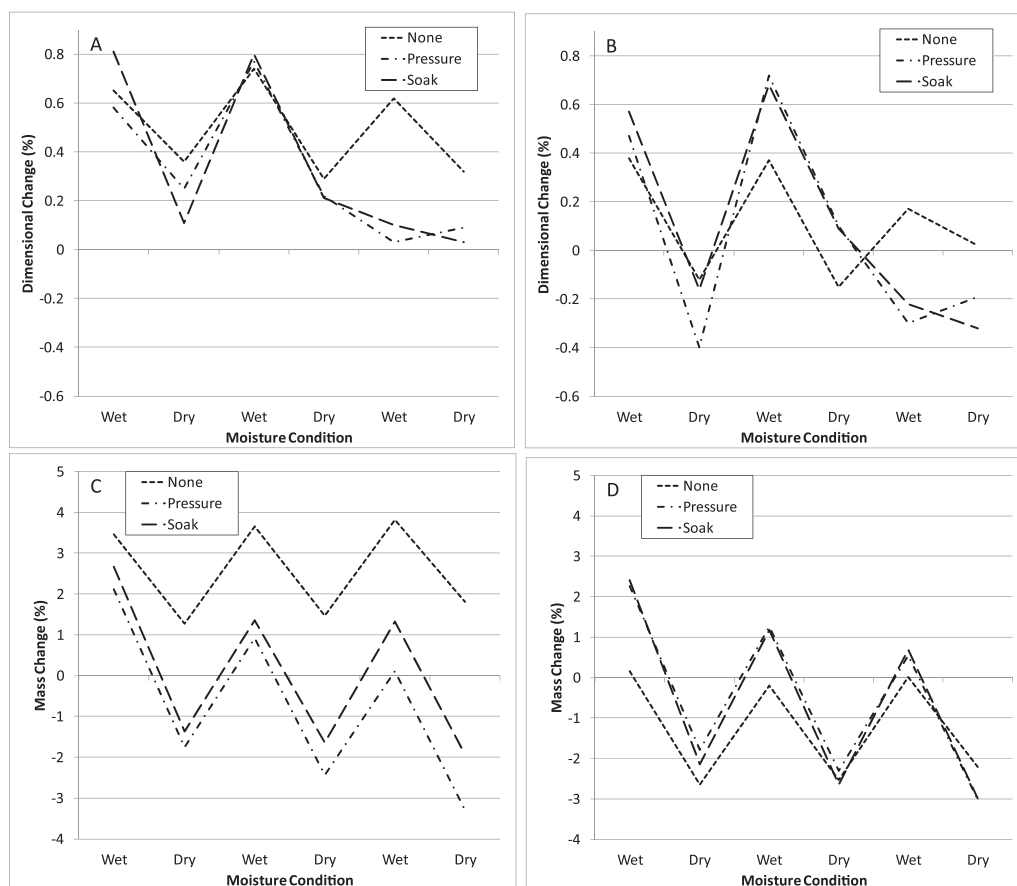 A
None
Pressure
Soak
0.8
0.6
0.4
0.2
0
-0.2
-0.4
-0.6
Dimensional Change (%)
Wet Dry Wet Dry Wet Dry
Moisture Condition
B
None
Pressure
Soak
0.8
0.6
0.4
0.2
0
-0.2
-0.4
-0.6
Dimensional Change (%)
Wet Dry Wet Dry Wet Dry
Moisture Condition
C
None
Pressure
Soak
5
4
3
2
1
0
-1
-2
-3
-4
Mass Change (%)
Wet Dry Wet Dry Wet Dry
Moisture Condition
D
None
Pressure
Soak
5
4
3
2
1
0
-1
-2
-3
-4
Mass Change (%)
Wet Dry Wet Dry Wet Dry
Moisture Condition